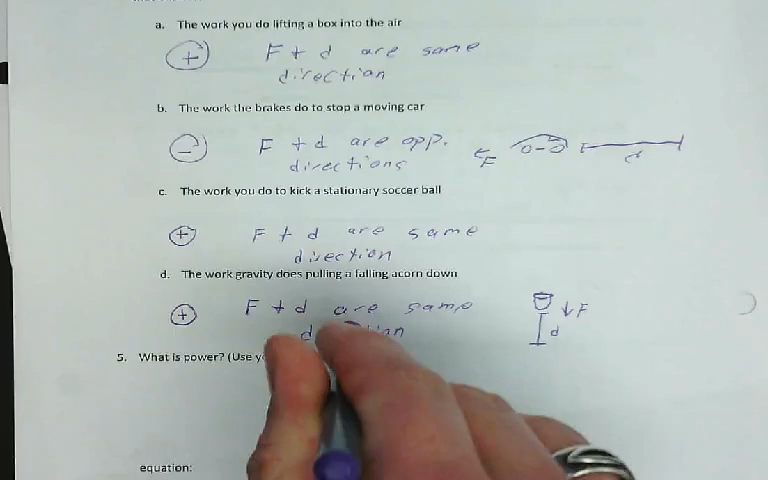 a. The work you do lifting a box into the air
+ F + d are same
direction
b. The work the brakes do to stop a moving car
- F + d are opp.
directions
F d
c. The work you do to kick a stationary soccer ball
+ F + d are same
direction
d. The work gravity does pulling a falling acorn down
+ F + d are same
F
d
5. What is power? (Use
equation: